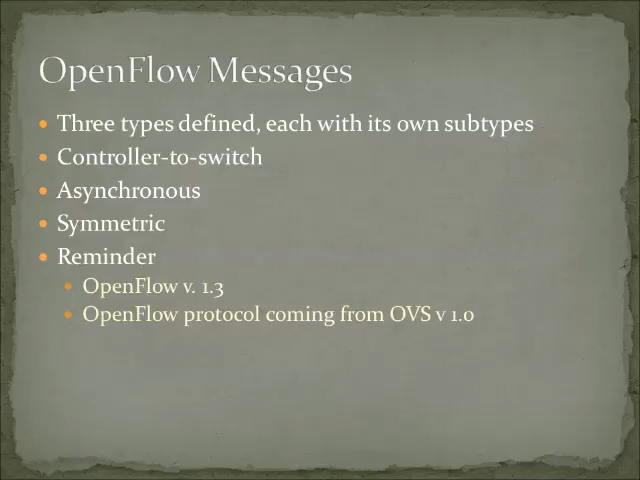 OpenFlow Messages
Three types defined, each with its own subtypes
Controller-to-switch
Asynchronous
Symmetric
Reminder
OpenFlow v. 1.3
OpenFlow protocol coming from OVS v 1.0